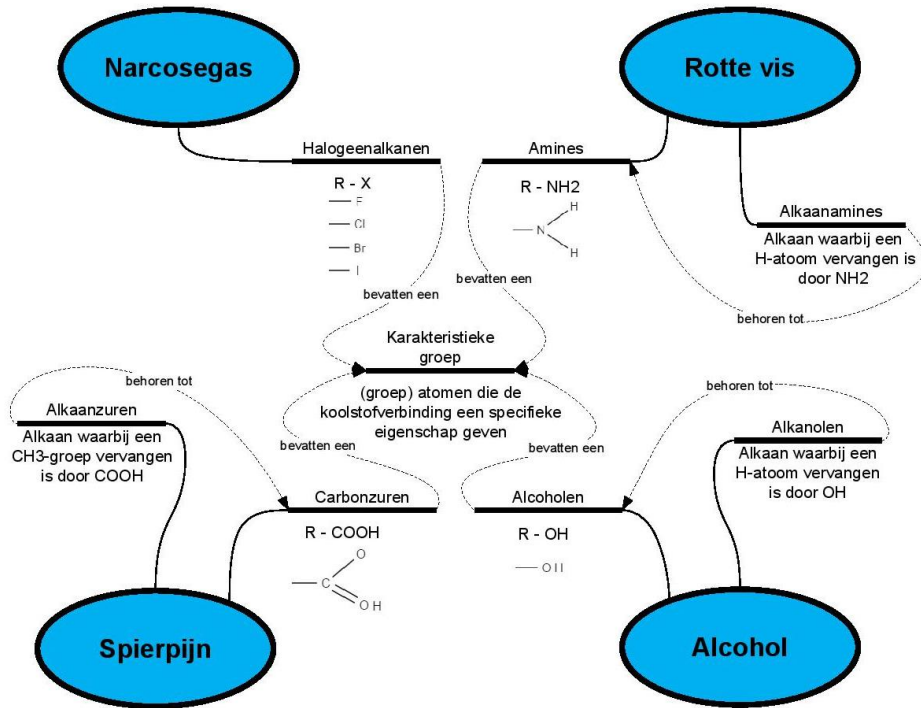 Narcosegas
Rotte vis
Halogeenalkanen
R - X
F
Cl
Br
I
Amines
R - NH2
H
N
H
Alkaanamines
Alkaan waarbij een
H-atoom vervangen is
door NH2
bevatten een
bevatten een
behoren tot
Karakteristieke
groep
(groep) atomen die de
koolstofverbinding een specifieke
eigenschap geven
behoren tot
behoren tot
Alkaanzuren
Alkaan waarbij een
CH3-groep vervangen
is door COOH
bevatten een
bevatten een
Alkanolen
Alkaan waarbij een
H-atoom vervangen
is door OH
Carbonzuren
R - COOH
O
C
OH
Alcoholen
R - OH
OH
Spierpijn
Alcohol